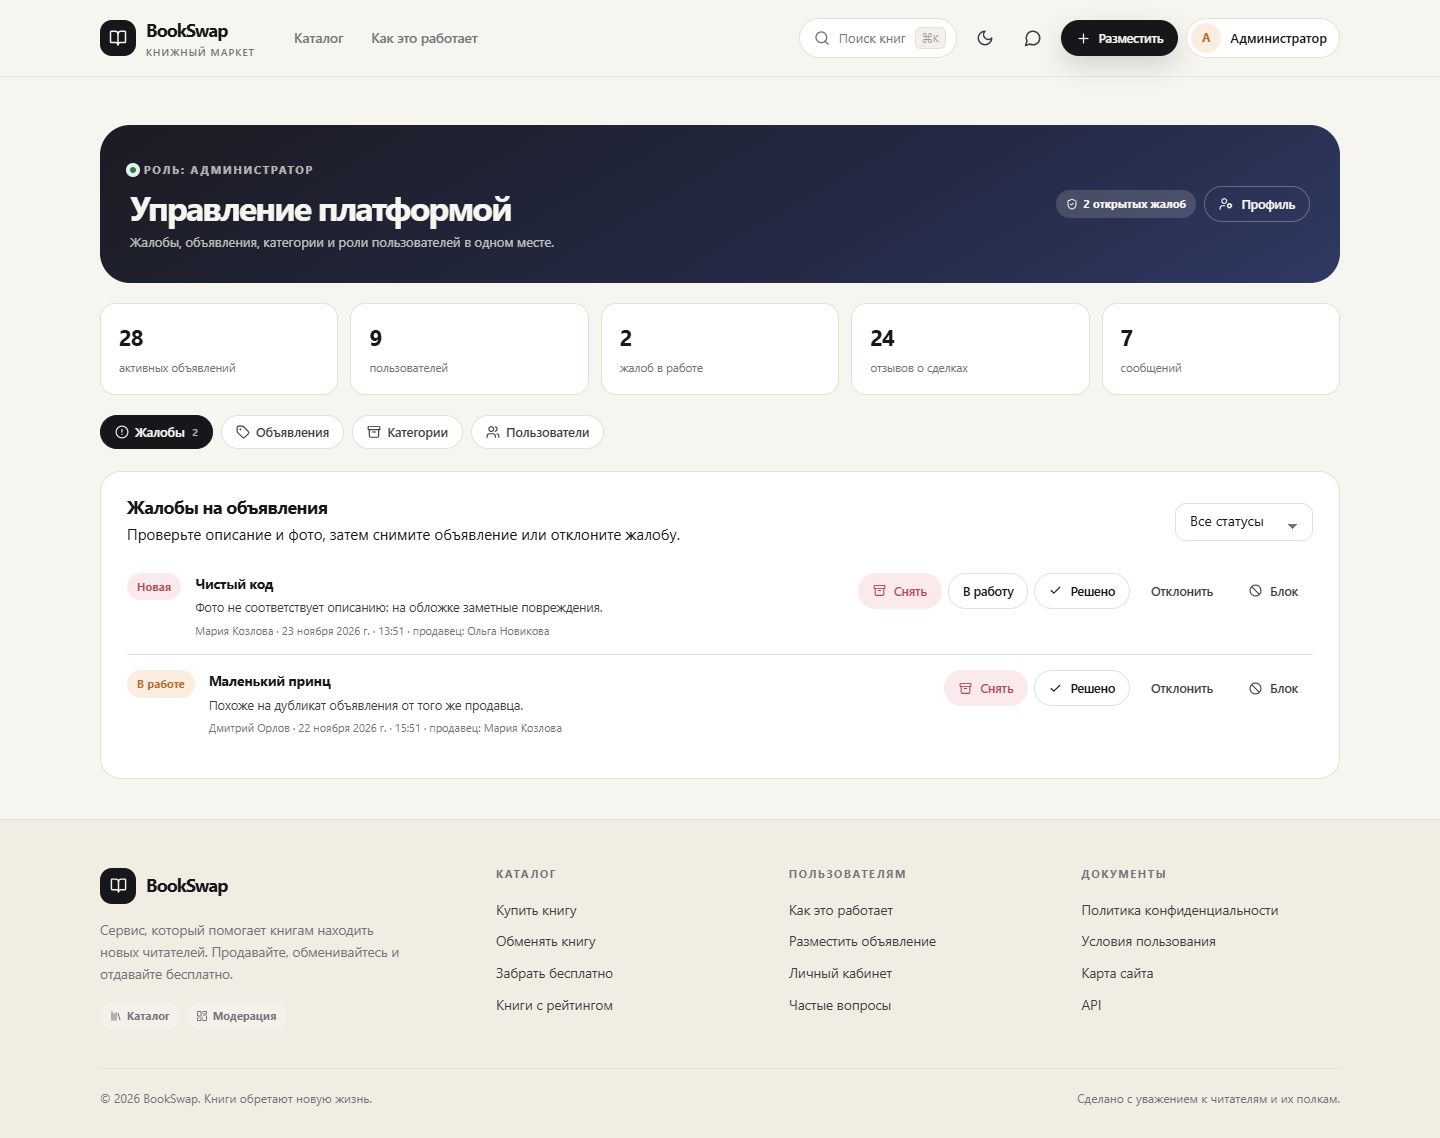 BookSwap
КНИЖНЫЙ МАРКЕТ
Каталог
Как это работает
Поиск книг
⌘K
Разместить
А
Администратор
РОЛЬ: АДМИНИСТРАТОР
Управление платформой
Жалобы, объявления, категории и роли пользователей в одном месте.
2 открытых жалоб
Профиль
28
активных объявлений
9
пользователей
2
жалоб в работе
24
отзывов о сделках
7
сообщений
Жалобы 2
Объявления
Категории
Пользователи
Жалобы на объявления
Проверьте описание и фото, затем снимите объявление или отклоните жалобу.
Все статусы
Новая
Чистый код
Фото не соответствует описанию: на обложке заметные повреждения.
Мария Козлова · 23 ноября 2026 г. · 13:51 · продавец: Ольга Новикова
Снять
В работу
Решено
Отклонить
Блок
В работе
Маленький принц
Похоже на дубликат объявления от того же продавца.
Дмитрий Орлов · 22 ноября 2026 г. · 15:51 · продавец: Мария Козлова
Снять
Решено
Отклонить
Блок
BookSwap
Сервис, который помогает книгам находить
новых читателей. Продавайте, обменивайтесь и
отдавайте бесплатно.
Каталог
Модерация
КАТАЛОГ
Купить книгу
Обменять книгу
Забрать бесплатно
Книги с рейтингом
ПОЛЬЗОВАТЕЛЯМ
Как это работает
Разместить объявление
Личный кабинет
Частые вопросы
ДОКУМЕНТЫ
Политика конфиденциальности
Условия пользования
Карта сайта
API
© 2026 BookSwap. Книги обретают новую жизнь.
Сделано с уважением к читателям и их полкам.